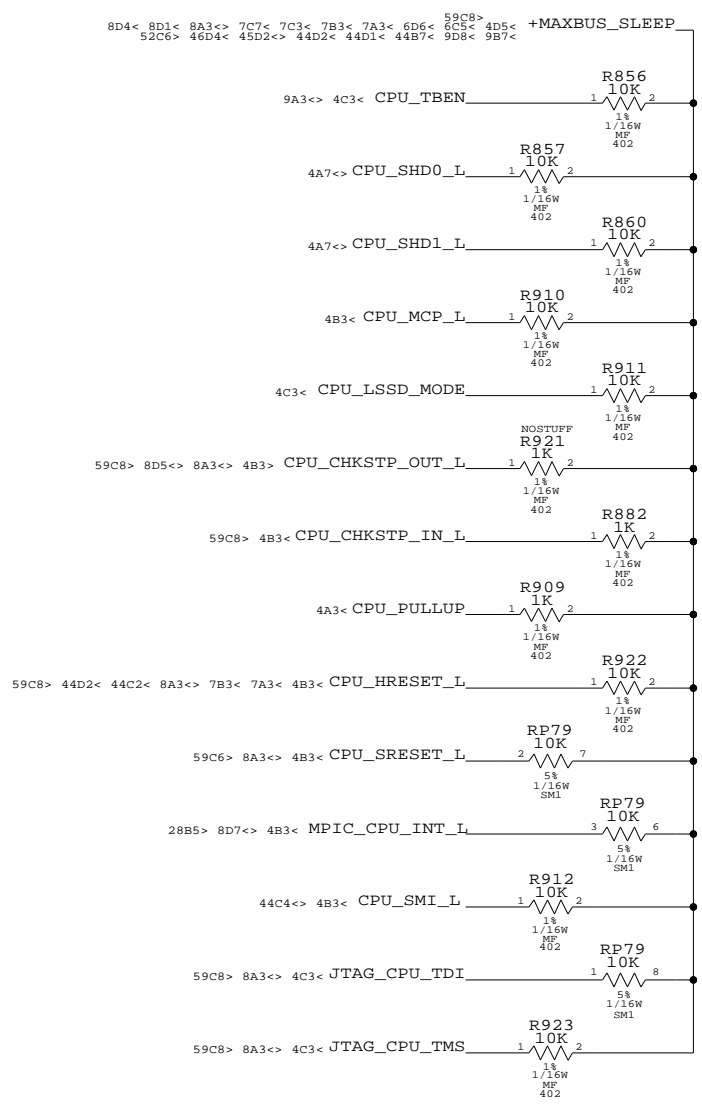 59C8>
8D4< 8D1< 8A3<> 7C7< 7C3< 7B3< 7A3< 6D6< 6C5< 4D5< +MAXBUS_SLEEP
52C6> 46D4< 45D2<> 44D2< 44D1< 44B7< 9D8< 9B7<
R856
10K
9A3<> 4C3< CPU_TBEN 1 2
1%
1/16W
MF
402
R857
10K
4A7<> CPU_SHD0_L 1 2
1%
1/16W
MF
402
R860
10K
4A7<> CPU_SHD1_L 1 2
1%
1/16W
MF
402
R910
10K
4B3< CPU_MCP_L 1 2
1%
1/16W
MF
402
R911
10K
4C3< CPU_LSSD_MODE 1 2
1%
1/16W
MF
402
NOSTUFF
R921
1K
59C8> 8D5<> 8A3<> 4B3> CPU_CHKSTP_OUT_L 1 2
1%
1/16W
MF
402
R882
1K
59C8> 4B3< CPU_CHKSTP_IN_L 1 2
1%
1/16W
MF
402
R909
1K
4A3< CPU_PULLUP 1 2
1%
1/16W
MF
402
R922
10K
59C8> 44D2< 44C2< 8A3<> 7B3< 7A3< 4B3< CPU_HRESET_L 1 2
1%
1/16W
MF
402
RP79
10K
59C6> 8A3<> 4B3< CPU_SRESET_L 2 7
5%
1/16W
SM1
RP79
10K
28B5> 8D7<> 4B3< MPIC_CPU_INT_L 3 6
5%
1/16W
SM1
R912
10K
44C4<> 4B3< CPU_SMI_L 1 2
1%
1/16W
MF
402
RP79
10K
59C8> 8A3<> 4C3< JTAG_CPU_TDI 1 8
5%
1/16W
SM1
R923
10K
59C8> 8A3<> 4C3< JTAG_CPU_TMS 1 2
1%
1/16W
MF
402